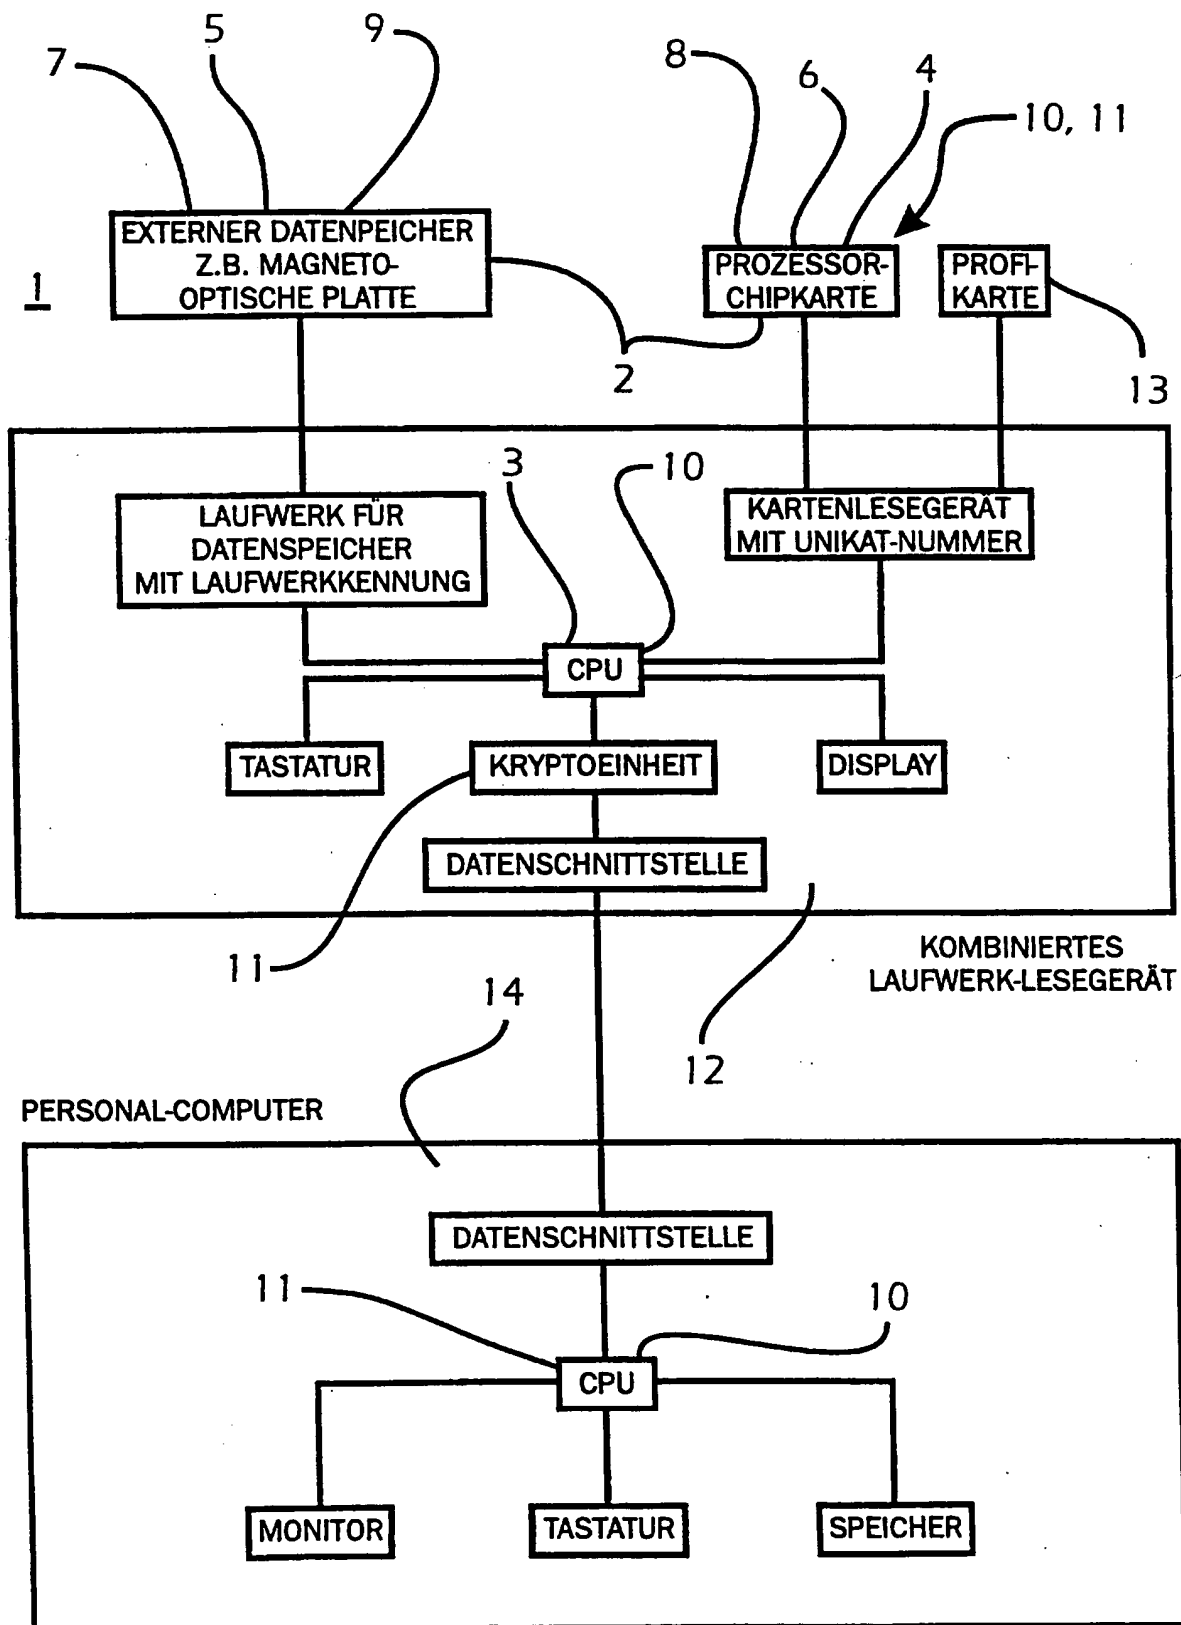 7
5
9
8
6
4
10, 11
1
EXTERNER DATENPEICHER
Z.B. MAGNETO-
OPTISCHE PLATTE
PROZESSOR-
CHIPKARTE
PROFI-
KARTE
2
13
3
10
LAUFWERK FÜR
DATENSPEICHER
MIT LAUFWERKKENNUNG
KARTENLESEGERÄT
MIT UNIKAT-NUMMER
CPU
TASTATUR
KRYPTOEINHEIT
DISPLAY
DATENSCHNITTSTELLE
11
KOMBINIERTES
LAUFWERK-LESEGERÄT
14
12
PERSONAL-COMPUTER
DATENSCHNITTSTELLE
11
10
CPU
MONITOR
TASTATUR
SPEICHER